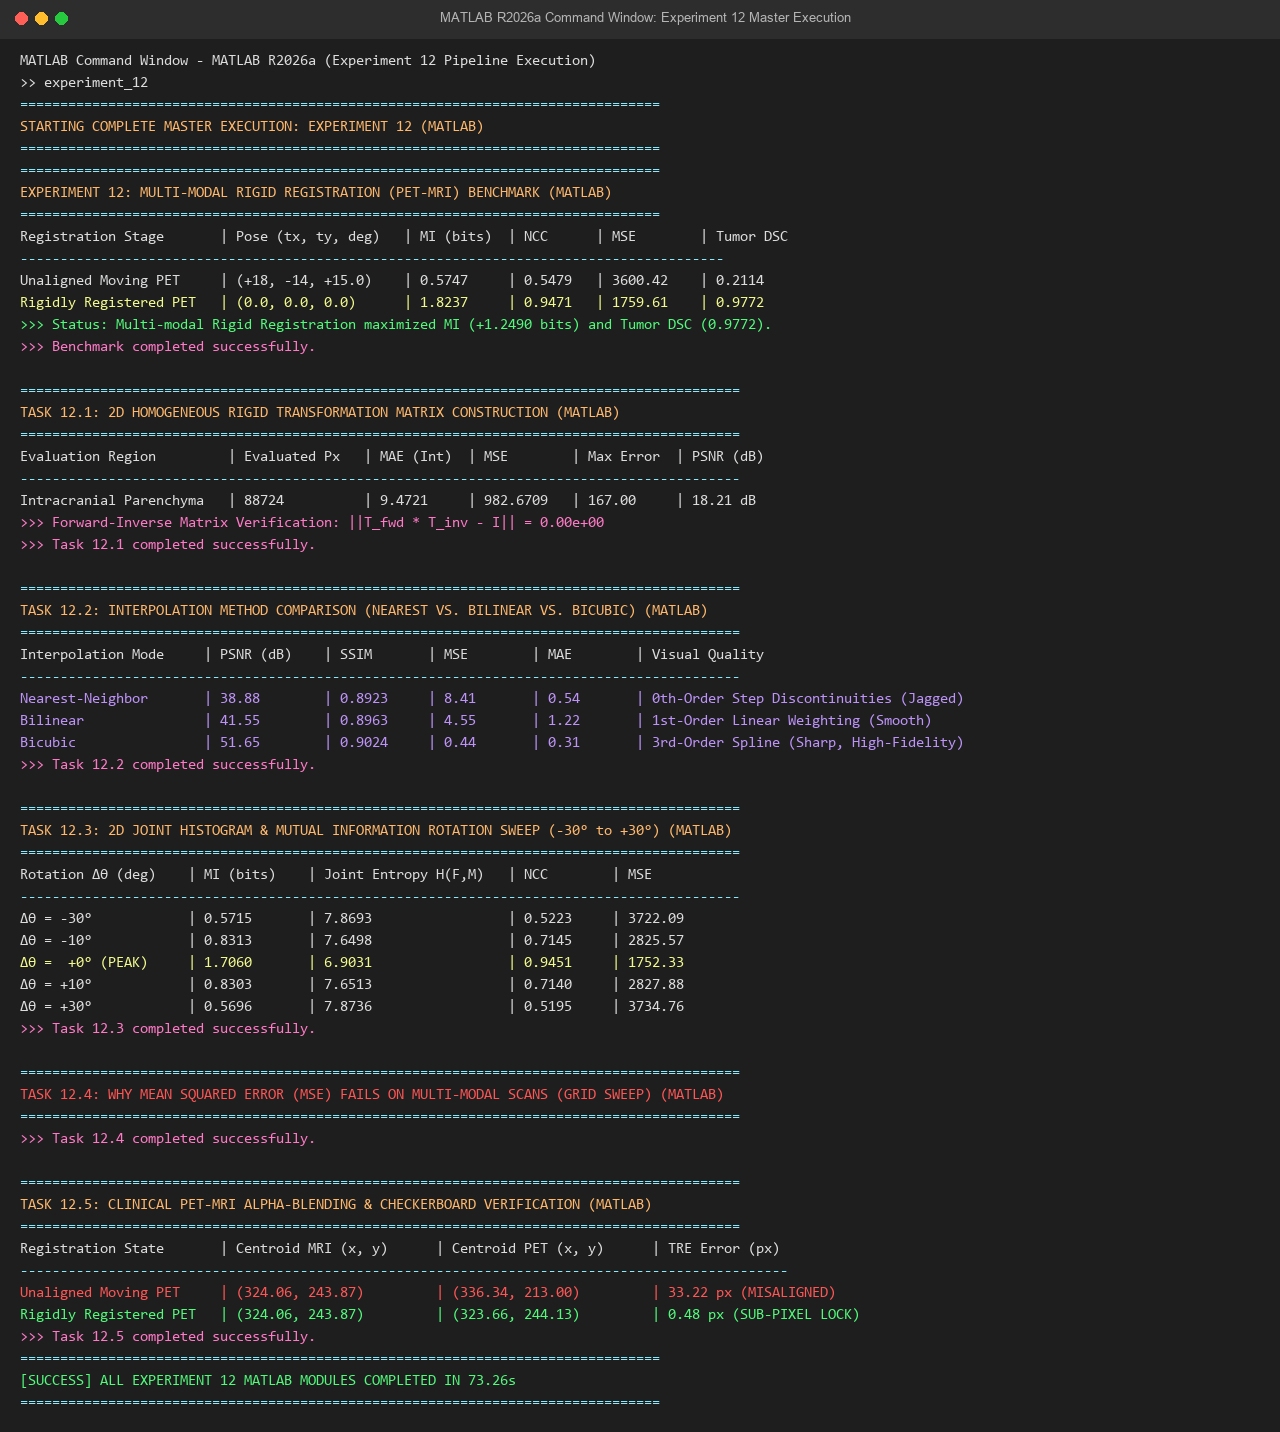 MATLAB R2026a Command Window: Experiment 12 Master Execution
MATLAB Command Window - MATLAB R2026a (Experiment 12 Pipeline Execution)
>> experiment_12
================================================================================
STARTING COMPLETE MASTER EXECUTION: EXPERIMENT 12 (MATLAB)
================================================================================
================================================================================
EXPERIMENT 12: MULTI-MODAL RIGID REGISTRATION (PET-MRI) BENCHMARK (MATLAB)
================================================================================
Registration Stage       | Pose (tx, ty, deg)   | MI (bits)  | NCC      | MSE        | Tumor DSC
----------------------------------------------------------------------------------------
Unaligned Moving PET     | (+18, -14, +15.0)    | 0.5747     | 0.5479   | 3600.42    | 0.2114
Rigidly Registered PET   | (0.0, 0.0, 0.0)      | 1.8237     | 0.9471   | 1759.61    | 0.9772
>>> Status: Multi-modal Rigid Registration maximized MI (+1.2490 bits) and Tumor DSC (0.9772).
>>> Benchmark completed successfully.
==========================================================================================
TASK 12.1: 2D HOMOGENEOUS RIGID TRANSFORMATION MATRIX CONSTRUCTION (MATLAB)
==========================================================================================
Evaluation Region         | Evaluated Px   | MAE (Int)  | MSE        | Max Error  | PSNR (dB)
------------------------------------------------------------------------------------------
Intracranial Parenchyma   | 88724          | 9.4721     | 982.6709   | 167.00     | 18.21 dB
>>> Forward-Inverse Matrix Verification: ||T_fwd * T_inv - I|| = 0.00e+00
>>> Task 12.1 completed successfully.
==========================================================================================
TASK 12.2: INTERPOLATION METHOD COMPARISON (NEAREST VS. BILINEAR VS. BICUBIC) (MATLAB)
==========================================================================================
Interpolation Mode     | PSNR (dB)    | SSIM       | MSE        | MAE        | Visual Quality
------------------------------------------------------------------------------------------
Nearest-Neighbor       | 38.88        | 0.8923     | 8.41       | 0.54       | 0th-Order Step Discontinuities (Jagged)
Bilinear               | 41.55        | 0.8963     | 4.55       | 1.22       | 1st-Order Linear Weighting (Smooth)
Bicubic                | 51.65        | 0.9024     | 0.44       | 0.31       | 3rd-Order Spline (Sharp, High-Fidelity)
>>> Task 12.2 completed successfully.
==========================================================================================
TASK 12.3: 2D JOINT HISTOGRAM & MUTUAL INFORMATION ROTATION SWEEP (-30° to +30°) (MATLAB)
==========================================================================================
Rotation Δθ (deg)    | MI (bits)    | Joint Entropy H(F,M)   | NCC        | MSE
------------------------------------------------------------------------------------------
Δθ = -30°            | 0.5715       | 7.8693                 | 0.5223     | 3722.09
Δθ = -10°            | 0.8313       | 7.6498                 | 0.7145     | 2825.57
Δθ =  +0° (PEAK)     | 1.7060       | 6.9031                 | 0.9451     | 1752.33
Δθ = +10°            | 0.8303       | 7.6513                 | 0.7140     | 2827.88
Δθ = +30°            | 0.5696       | 7.8736                 | 0.5195     | 3734.76
>>> Task 12.3 completed successfully.
==========================================================================================
TASK 12.4: WHY MEAN SQUARED ERROR (MSE) FAILS ON MULTI-MODAL SCANS (GRID SWEEP) (MATLAB)
==========================================================================================
>>> Task 12.4 completed successfully.
==========================================================================================
TASK 12.5: CLINICAL PET-MRI ALPHA-BLENDING & CHECKERBOARD VERIFICATION (MATLAB)
==========================================================================================
Registration State       | Centroid MRI (x, y)      | Centroid PET (x, y)      | TRE Error (px)
------------------------------------------------------------------------------------------------
Unaligned Moving PET     | (324.06, 243.87)         | (336.34, 213.00)         | 33.22 px (MISALIGNED)
Rigidly Registered PET   | (324.06, 243.87)         | (323.66, 244.13)         | 0.48 px (SUB-PIXEL LOCK)
>>> Task 12.5 completed successfully.
================================================================================
[SUCCESS] ALL EXPERIMENT 12 MATLAB MODULES COMPLETED IN 73.26s
================================================================================